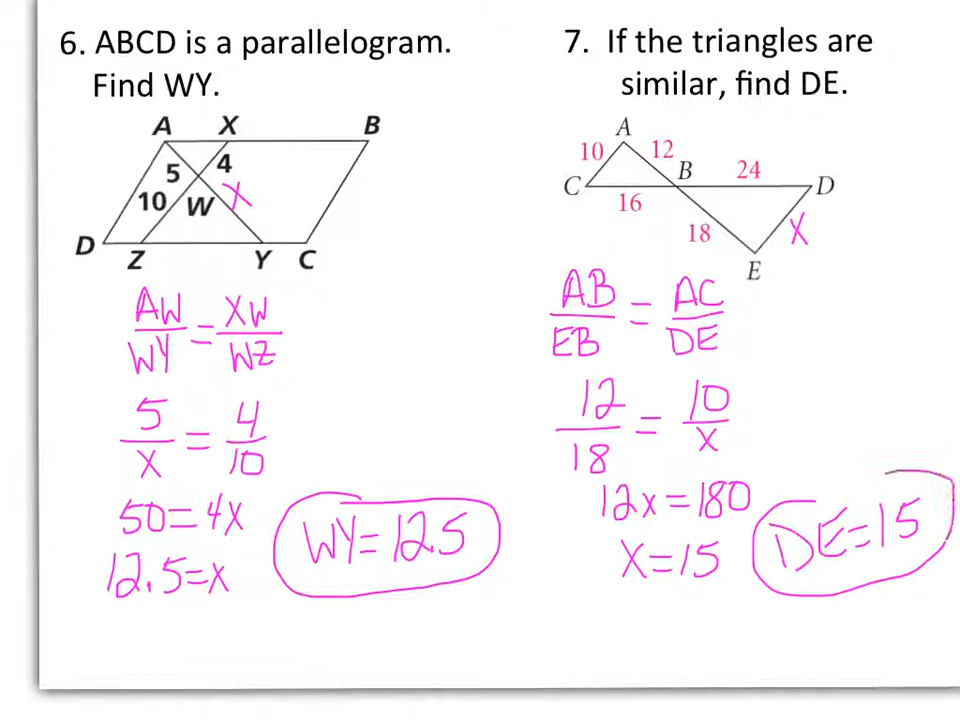 6. ABCD is a parallelogram.
Find WY.
A X B
5 4
10 W X
D Z Y C
AW/WY = XW/WZ
5/x = 4/10
50=4x
12.5=x
WY=12.5
7. If the triangles are
similar, find DE.
A
10 12 B 24
C 16 D
18 X
E
AB/EB = AC/DE
12/18 = 10/x
12x=180
x=15
DE=15